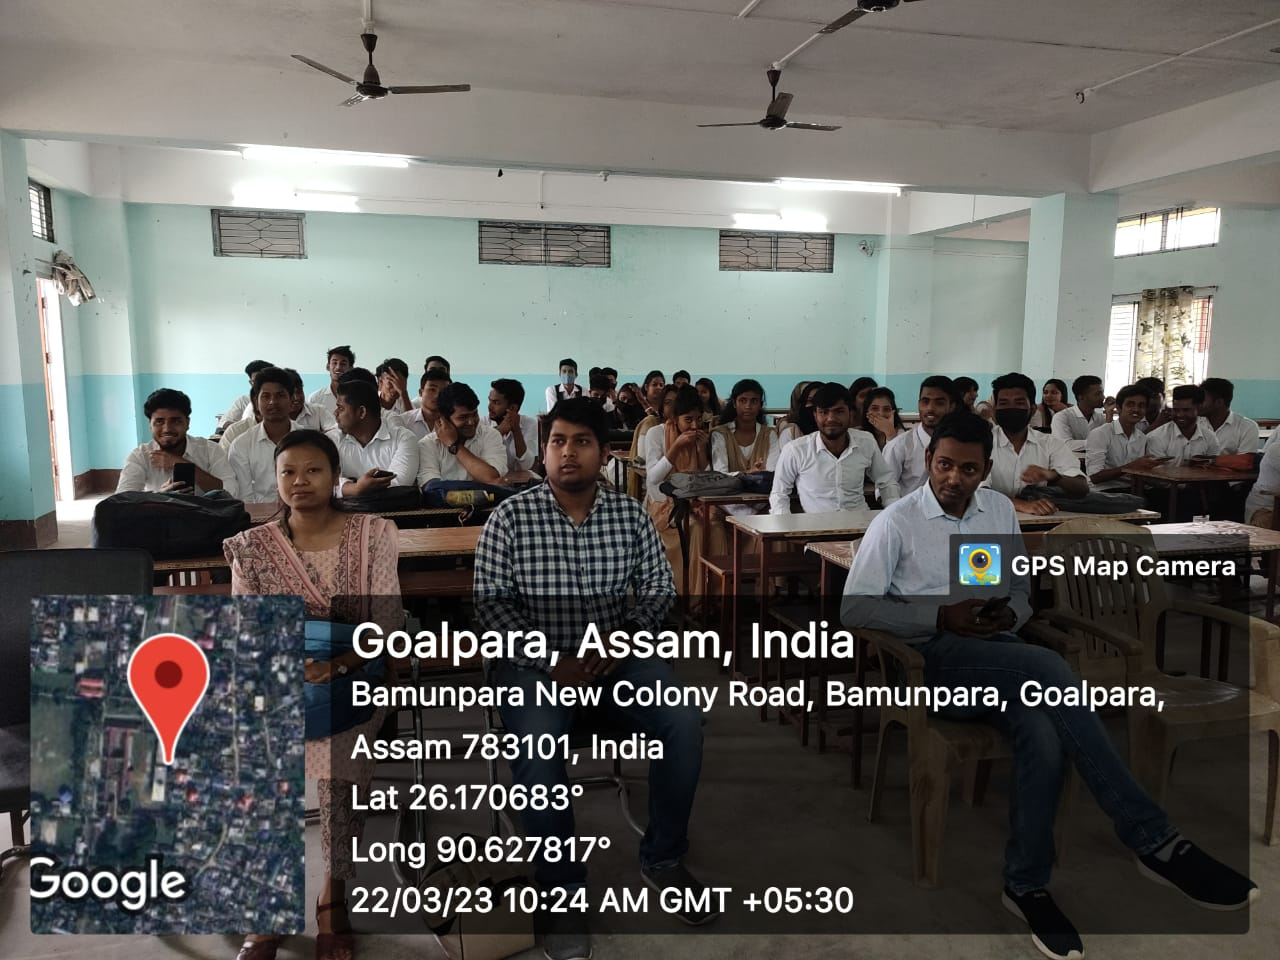 GPS Map Camera
Goalpara, Assam, India
Bamunpara New Colony Road, Bamunpara, Goalpara,
Assam 783101, India
Lat 26.170683°
Long 90.627817°
22/03/23 10:24 AM GMT +05:30
Google